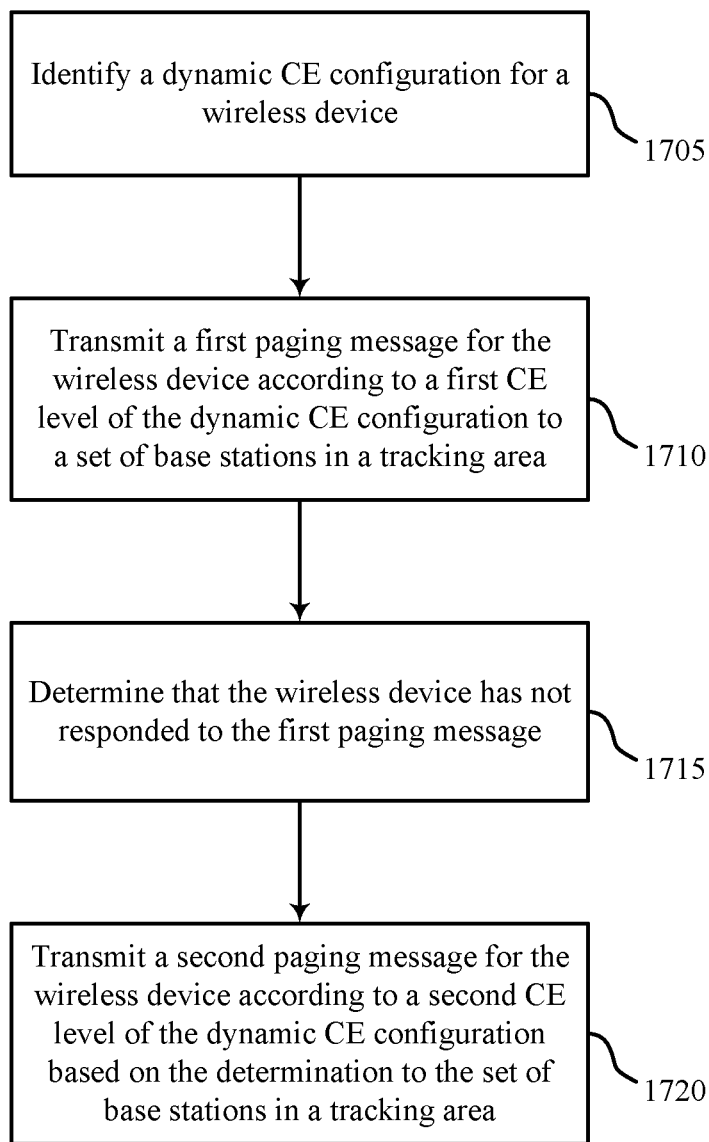 Identify a dynamic CE configuration for a
wireless device
1705
Transmit a first paging message for the
wireless device according to a first CE
level of the dynamic CE configuration to
a set of base stations in a tracking area
1710
Determine that the wireless device has not
responded to the first paging message
1715
Transmit a second paging message for the
wireless device according to a second CE
level of the dynamic CE configuration
based on the determination to the set of
base stations in a tracking area
1720